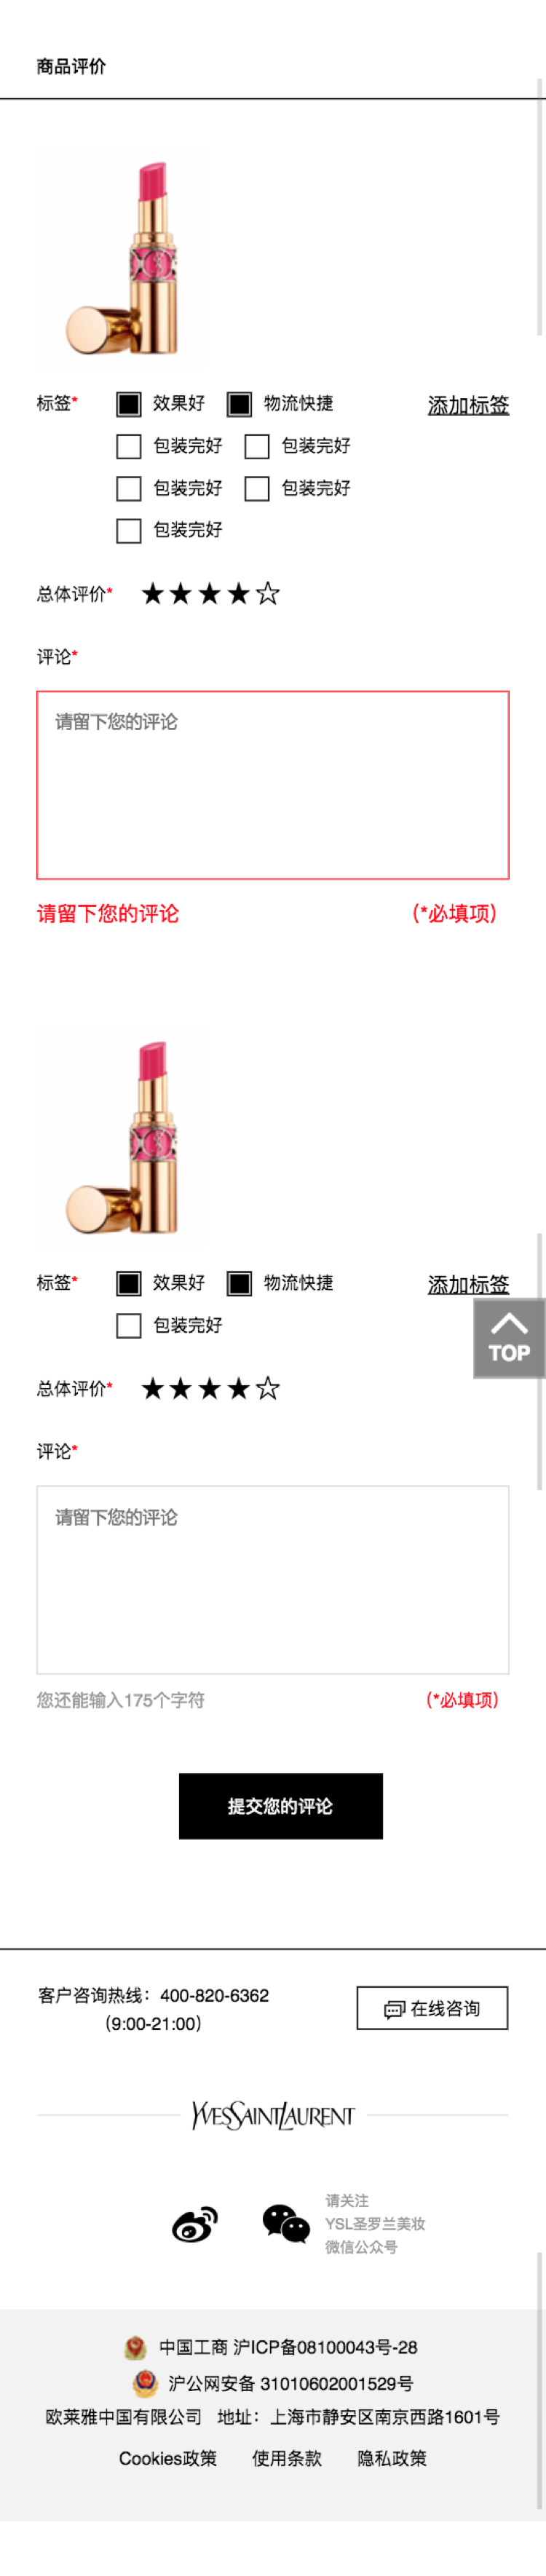 商品评价
标签* 效果好 物流快捷 添加标签
包装完好 包装完好
包装完好 包装完好
包装完好
总体评价* ★★★★☆
评论*
请留下您的评论
请留下您的评论 (*必填项)
标签* 效果好 物流快捷 添加标签
包装完好
TOP
总体评价* ★★★★☆
评论*
请留下您的评论
您还能输入175个字符 (*必填项)
提交您的评论
客户咨询热线：400-820-6362 在线咨询
(9:00-21:00)
YVESSAINTLAURENT
请关注
YSL圣罗兰美妆
微信公众号
中国工商 沪ICP备08100043号-28
沪公网安备 31010602001529号
欧莱雅中国有限公司 地址：上海市静安区南京西路1601号
Cookies政策 使用条款 隐私政策